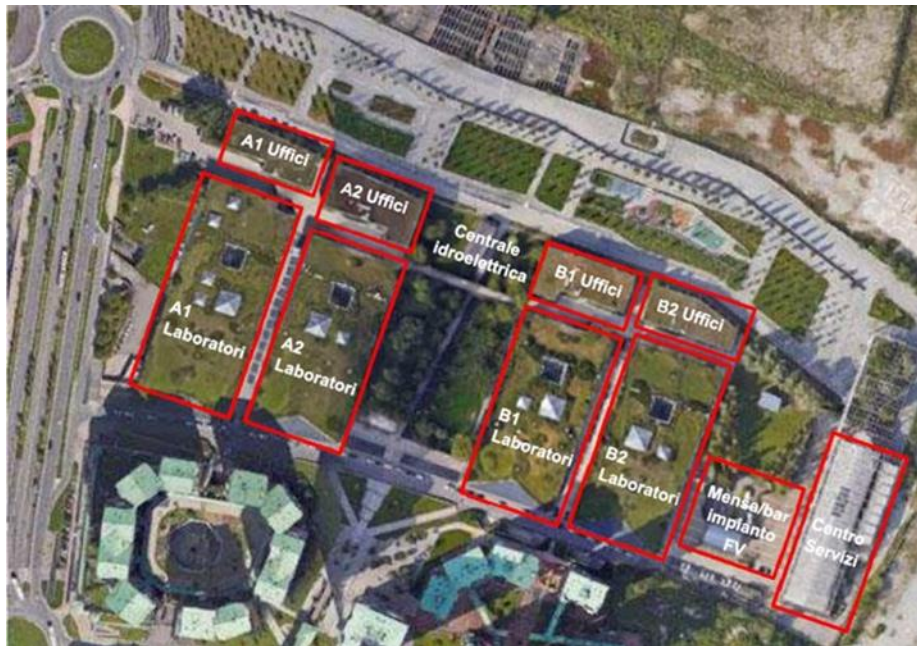 A1 Uffici
A2 Uffici
Centrale
idroelettrica
B1 Uffici
B2 Uffici
A1
Laboratori
A2
Laboratori
B1
Laboratori
B2
Laboratori
Mensa/bar
impianto
FV
Centro
Servizi